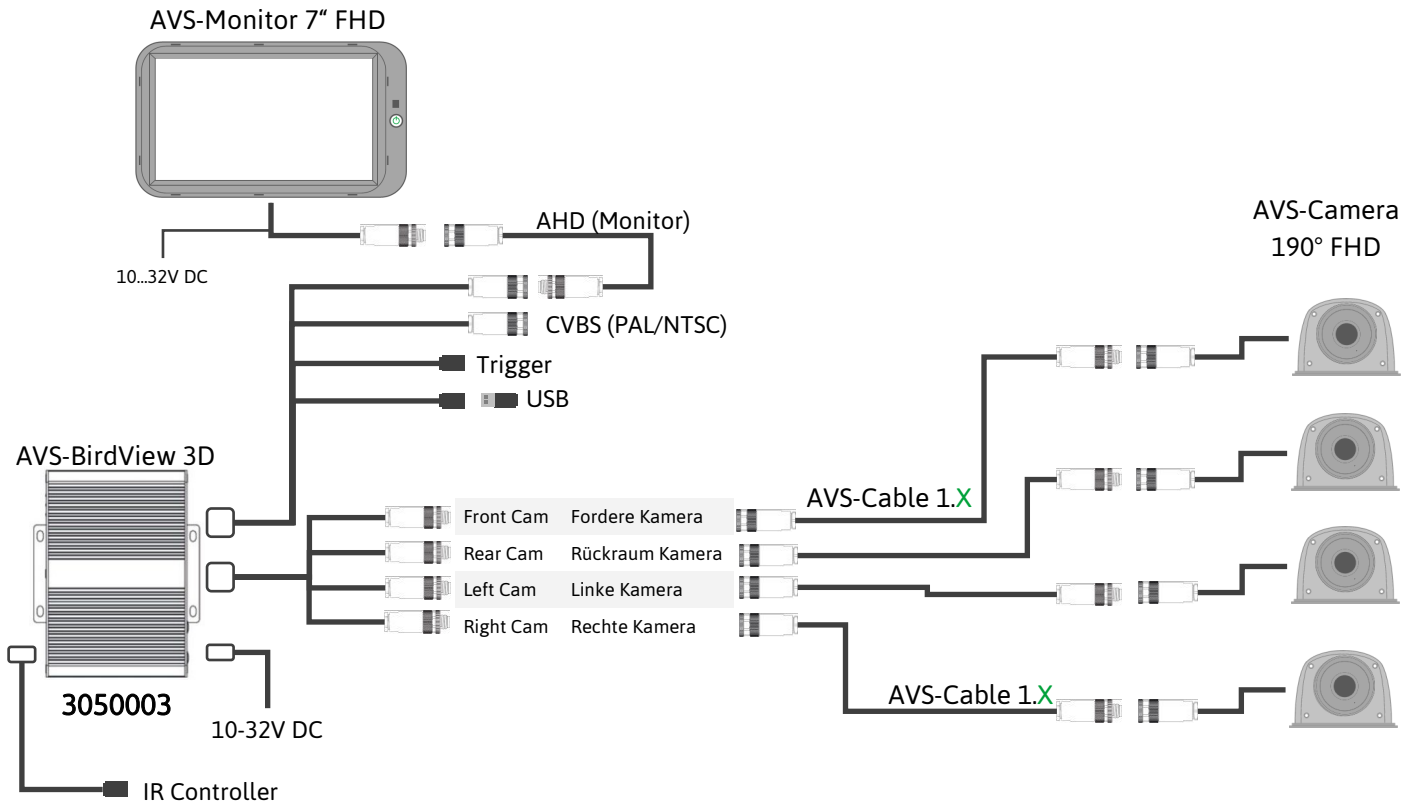 AVS-Monitor 7“ FHD
AHD (Monitor)
10...32V DC
AVS-Camera
190° FHD
CVBS (PAL/NTSC)
Trigger
USB
AVS-BirdView 3D
AVS-Cable 1.X
Front Cam Fordere Kamera
Rear Cam Rückraum Kamera
Left Cam Linke Kamera
Right Cam Rechte Kamera
AVS-Cable 1.X
3050003
10-32V DC
IR Controller